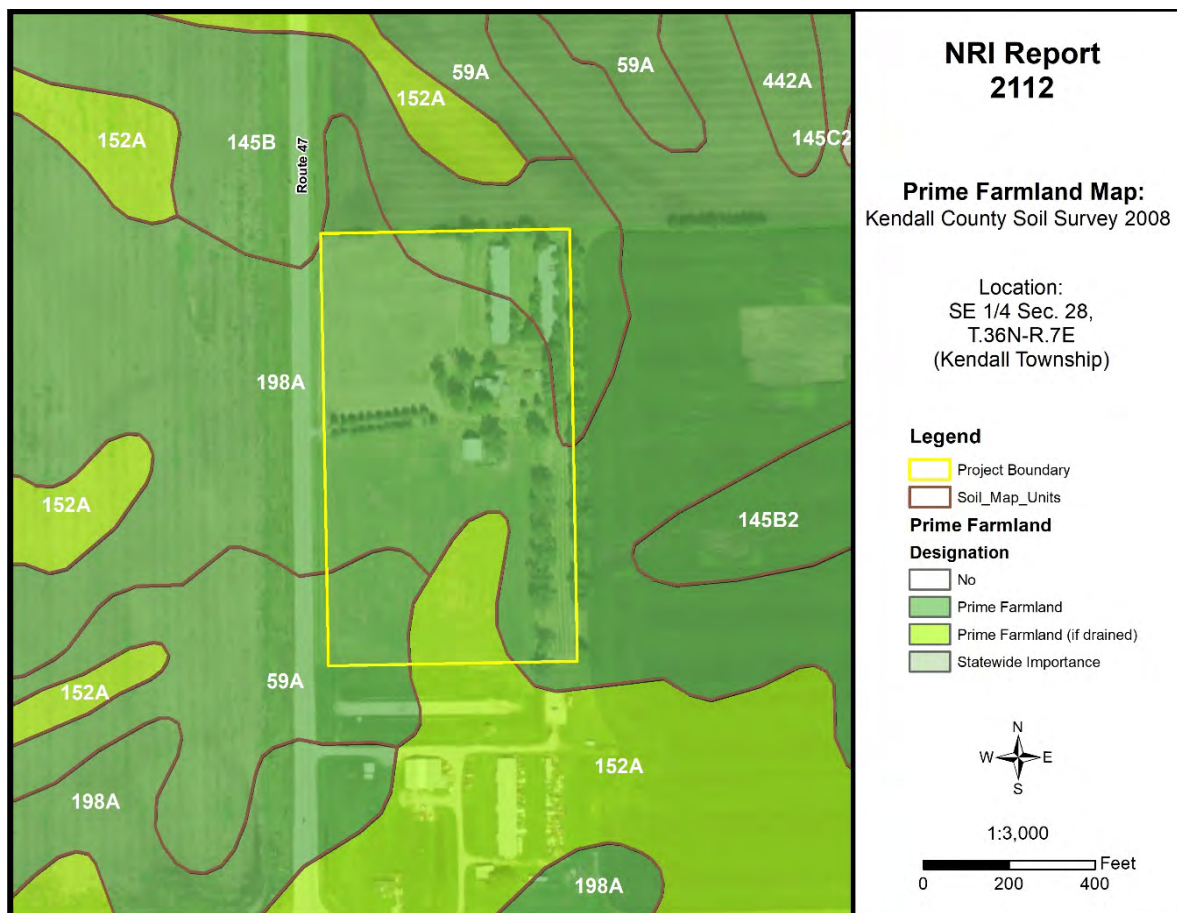 59A
59A
442A
152A
152A
145B
145C2
Route 47
198A
152A
145B2
59A
152A
152A
198A
198A
NRI Report
2112
Prime Farmland Map:
Kendall County Soil Survey 2008
Location:
SE 1/4 Sec. 28,
T.36N-R.7E
(Kendall Township)
Legend
Project Boundary
Soil_Map_Units
Prime Farmland
Designation
No
Prime Farmland
Prime Farmland (if drained)
Statewide Importance
N
W E
S
1:3,000
Feet
0 200 400